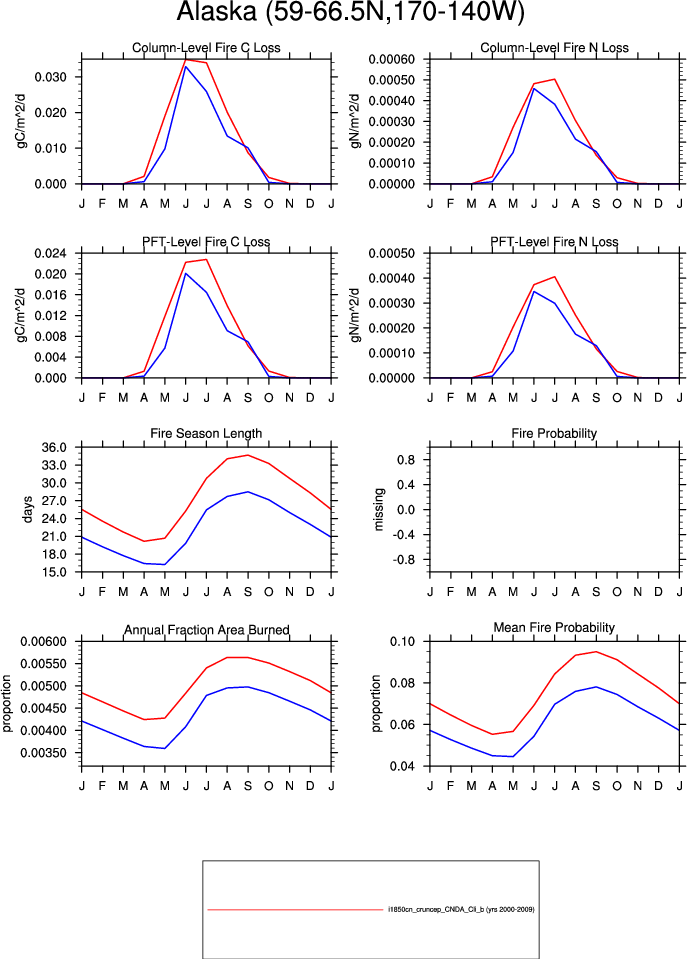 Alaska (59-66.5N,170-140W)
Column-Level Fire C Loss
gC/m^2/d
0.030
0.020
0.010
0.000
J F M A M J J A S O N D J
Column-Level Fire N Loss
gN/m^2/d
0.00060
0.00050
0.00040
0.00030
0.00020
0.00010
0.00000
J F M A M J J A S O N D J
PFT-Level Fire C Loss
gC/m^2/d
0.024
0.020
0.016
0.012
0.008
0.004
0.000
J F M A M J J A S O N D J
PFT-Level Fire N Loss
gN/m^2/d
0.00050
0.00040
0.00030
0.00020
0.00010
0.00000
J F M A M J J A S O N D J
Fire Season Length
days
36.0
33.0
30.0
27.0
24.0
21.0
18.0
15.0
J F M A M J J A S O N D J
Fire Probability
missing
0.8
0.4
0.0
-0.4
-0.8
J F M A M J J A S O N D J
Annual Fraction Area Burned
proportion
0.00600
0.00550
0.00500
0.00450
0.00400
0.00350
J F M A M J J A S O N D J
Mean Fire Probability
proportion
0.10
0.08
0.06
0.04
J F M A M J J A S O N D J
i1850cn_cruncep_CNDA_Cli_b (yrs 2000-2009)